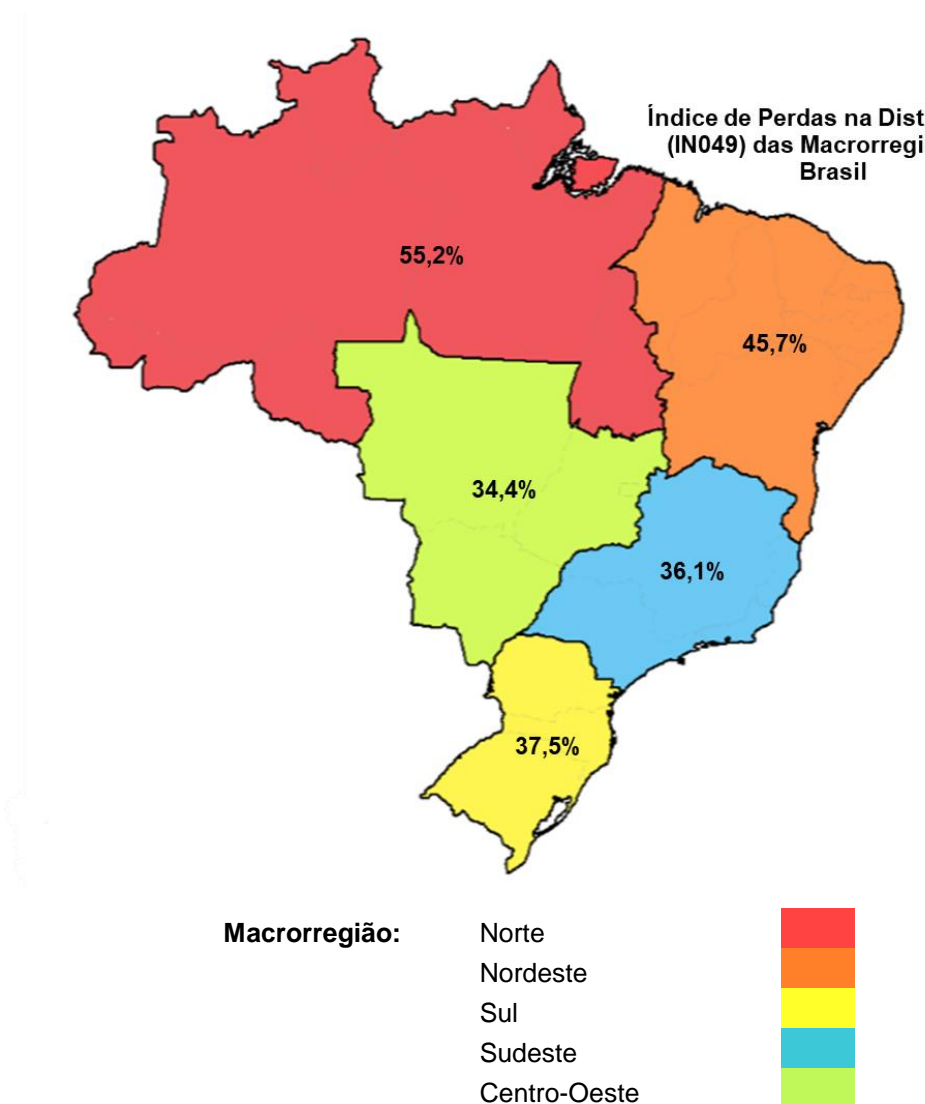 Índice de Perdas na Dist
(IN049) das Macrorregi
Brasil
55,2%
45,7%
34,4%
36,1%
37,5%
Macrorregião:
Norte
Nordeste
Sul
Sudeste
Centro-Oeste